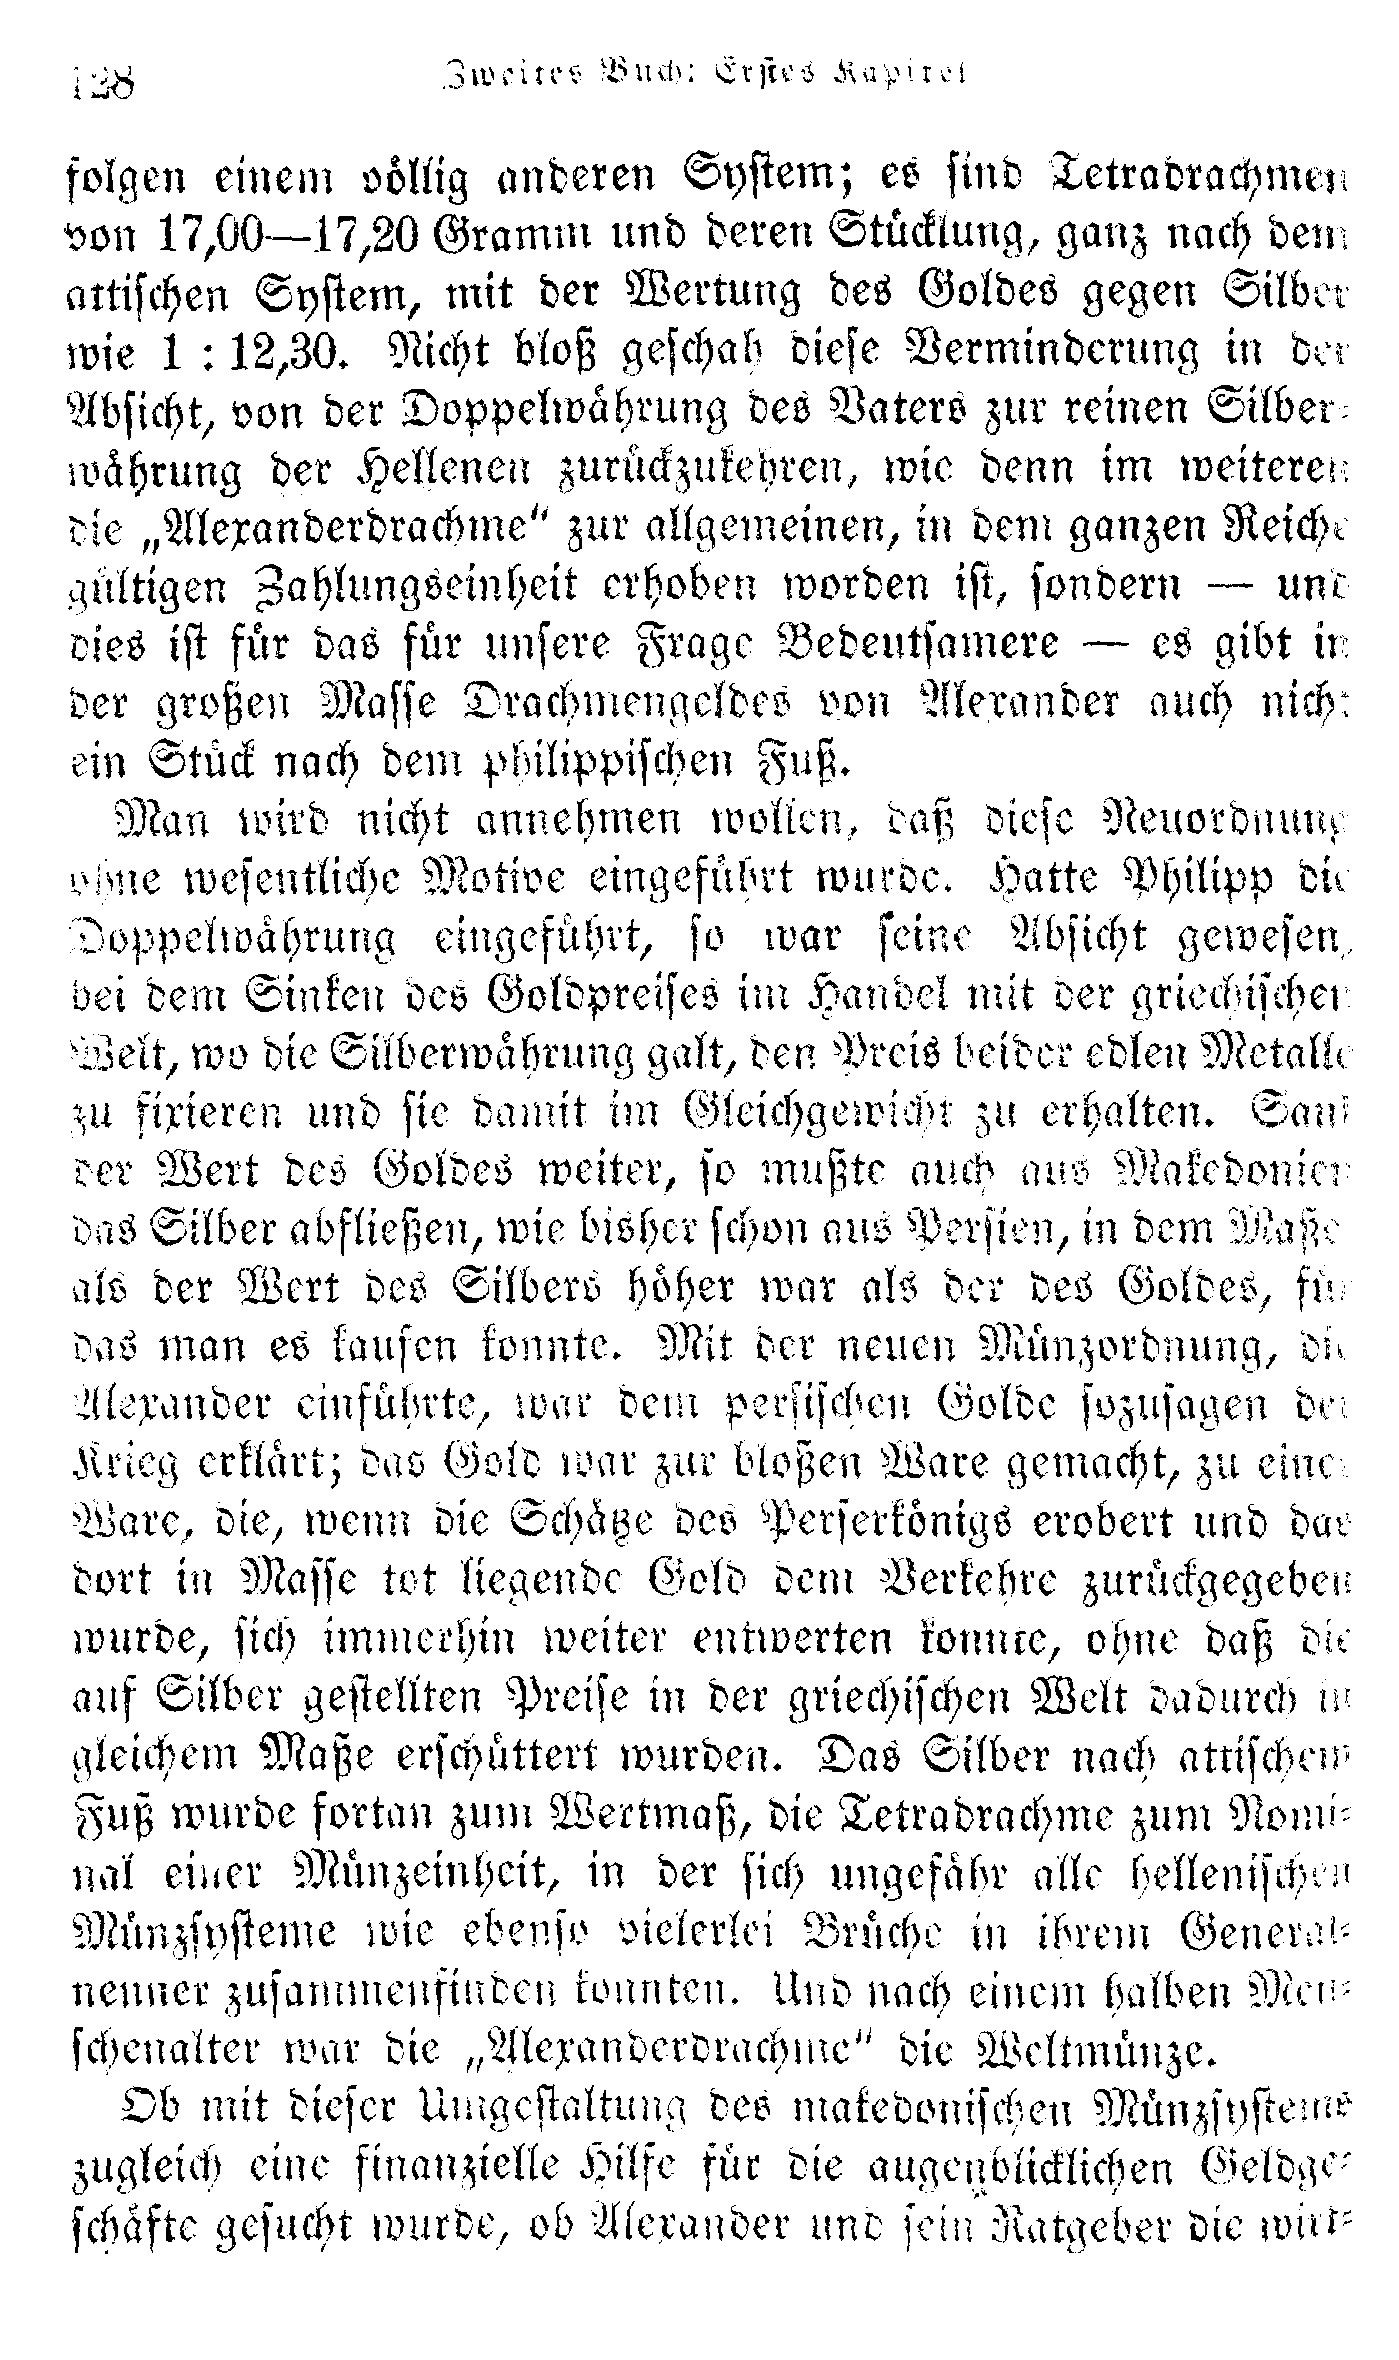 128 Zweites Buch: Erstes Kapitel
folgen einem völlig anderen System; es sind Tetradrachmen
von 17,00—17,20 Gramm und deren Stücklung, ganz nach dem
attischen System, mit der Wertung des Goldes gegen Silber
wie 1 : 12,30. Nicht bloß geschah diese Verminderung in der
Absicht, von der Doppelwährung des Vaters zur reinen Silber-
währung der Hellenen zurückzukehren, wie denn im weiteren
die „Alexanderdrachme“ zur allgemeinen, in dem ganzen Reiche
gültigen Zahlungseinheit erhoben worden ist, sondern — und
dies ist für das für unsere Frage Bedeutsamere — es gibt in
der großen Masse Drachmengeldes von Alexander auch nicht
ein Stück nach dem philippischen Fuß.
Man wird nicht annehmen wollen, daß diese Neuordnung
ohne wesentliche Motive eingeführt wurde. Hatte Philipp die
Doppelwährung eingeführt, so war seine Absicht gewesen,
bei dem Sinken des Goldpreises im Handel mit der griechischen
Welt, wo die Silberwährung galt, den Preis beider edlen Metalle
zu fixieren und sie damit im Gleichgewicht zu erhalten. Sank
der Wert des Goldes weiter, so mußte auch aus Makedonien
das Silber abfließen, wie bisher schon aus Persien, in dem Maße
als der Wert des Silbers höher war als der des Goldes, für
das man es kaufen konnte. Mit der neuen Münzordnung, die
Alexander einführte, war dem persischen Golde sozusagen der
Krieg erklärt; das Gold war zur bloßen Ware gemacht, zu einer
Ware, die, wenn die Schätze des Perserkönigs erobert und das
dort in Masse tot liegende Gold dem Verkehre zurückgegeben
wurde, sich immerhin weiter entwerten konnte, ohne daß die
auf Silber gestellten Preise in der griechischen Welt dadurch in
gleichem Maße erschüttert wurden. Das Silber nach attischem
Fuß wurde fortan zum Wertmaß, die Tetradrachme zum Nomi-
nal einer Münzeinheit, in der sich ungefähr alle hellenischen
Münzsysteme wie ebenso vielerlei Brüche in ihrem General-
nenner zusammenfinden konnten. Und nach einem halben Men-
schenalter war die „Alexanderdrachme“ die Weltmünze.
Ob mit dieser Umgestaltung des makedonischen Münzsystems
zugleich eine finanzielle Hilfe für die augenblicklichen Geldge-
schäfte gesucht wurde, ob Alexander und sein Ratgeber die wirt-